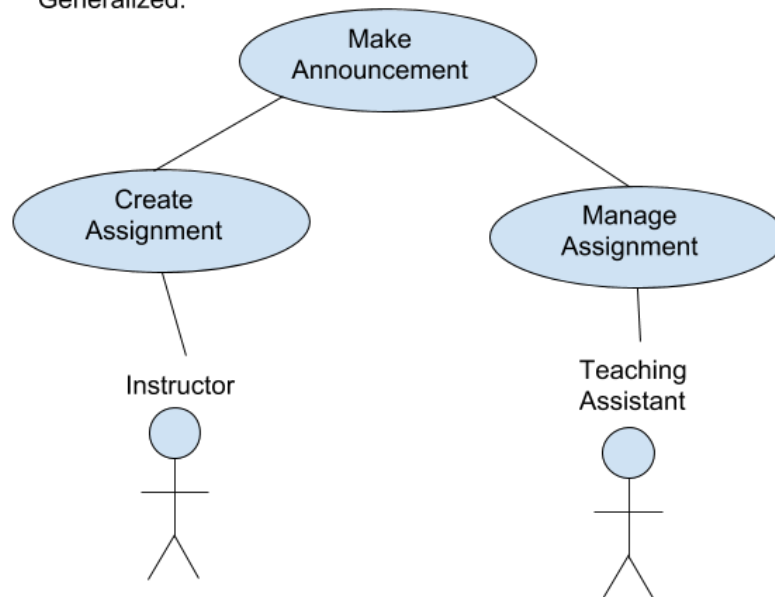 Generalized:
Make
Announcement
Create
Assignment
Manage
Assignment
Instructor
Teaching
Assistant